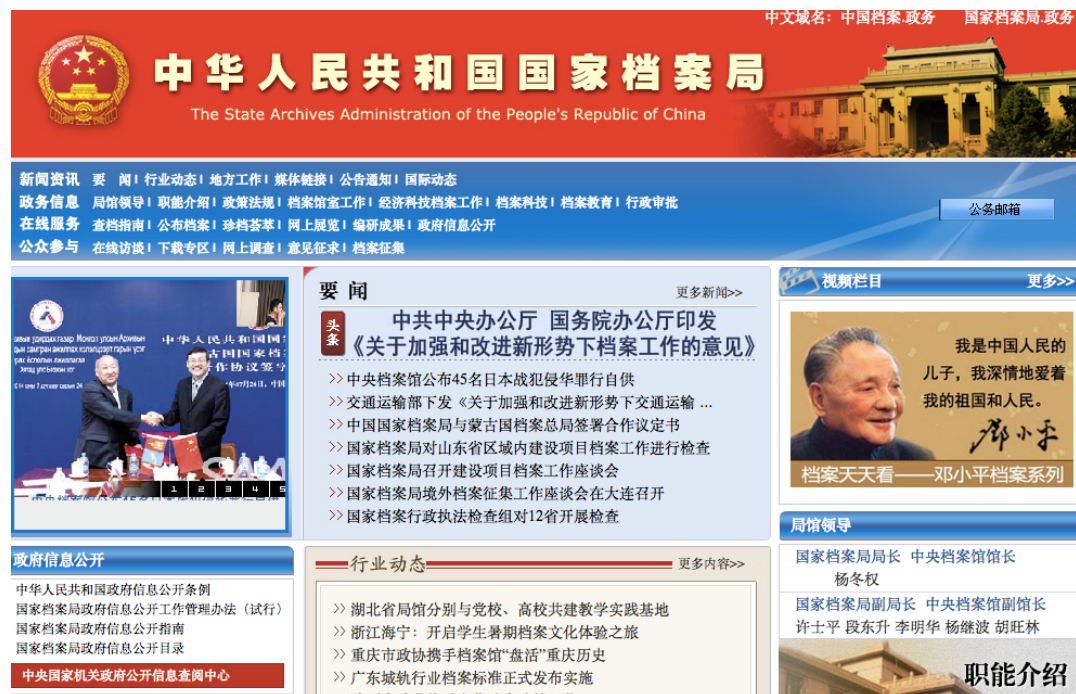 中文域名：中国档案.政务 国家档案局.政务
中华人民共和国国家档案局
The State Archives Administration of the People's Republic of China
新闻资讯 要 闻| 行业动态| 地方工作| 媒体链接| 公告通知| 国际动态
政务信息 局馆领导| 职能介绍| 政策法规| 档案馆室工作| 经济科技档案工作| 档案科技| 档案教育| 行政审批
公务邮箱
在线服务 查档指南| 公布档案| 珍档荟萃| 网上展览| 编研成果| 政府信息公开
公众参与 在线访谈| 下载专区| 网上调查| 意见征求| 档案征集
中华人民共和国国
古国国家档
作协议签字
1 2 3 4 5
要 闻 更多新闻>>
头条
中共中央办公厅 国务院办公厅印发
《关于加强和改进新形势下档案工作的意见》
>> 中央档案馆公布45名日本战犯侵华罪行自供
>> 交通运输部下发《关于加强和改进新形势下交通运输 ...
>> 中国国家档案局与蒙古国档案总局签署合作议定书
>> 国家档案局对山东省区域内建设项目档案工作进行检查
>> 国家档案局召开建设项目档案工作座谈会
>> 国家档案局境外档案征集工作座谈会在大连召开
>> 国家档案行政执法检查组对12省开展检查
视频栏目 更多>>
我是中国人民的
儿子，我深情地爱着
我的祖国和人民。
邓小平
档案天天看——邓小平档案系列
政府信息公开
中华人民共和国政府信息公开条例
国家档案局政府信息公开工作管理办法（试行）
国家档案局政府信息公开指南
国家档案局政府信息公开目录
中央国家机关政府公开信息查阅中心
行业动态 更多内容>>
>> 湖北省局馆分别与党校、高校共建教学实践基地
>> 浙江海宁：开启学生暑期档案文化体验之旅
>> 重庆市政协携手档案馆“盘活”重庆历史
>> 广东城轨行业档案标准正式发布实施
局馆领导
国家档案局局长 中央档案馆馆长
杨冬权
国家档案局副局长 中央档案馆副馆长
许士平 段东升 李明华 杨继波 胡旺林
职能介绍